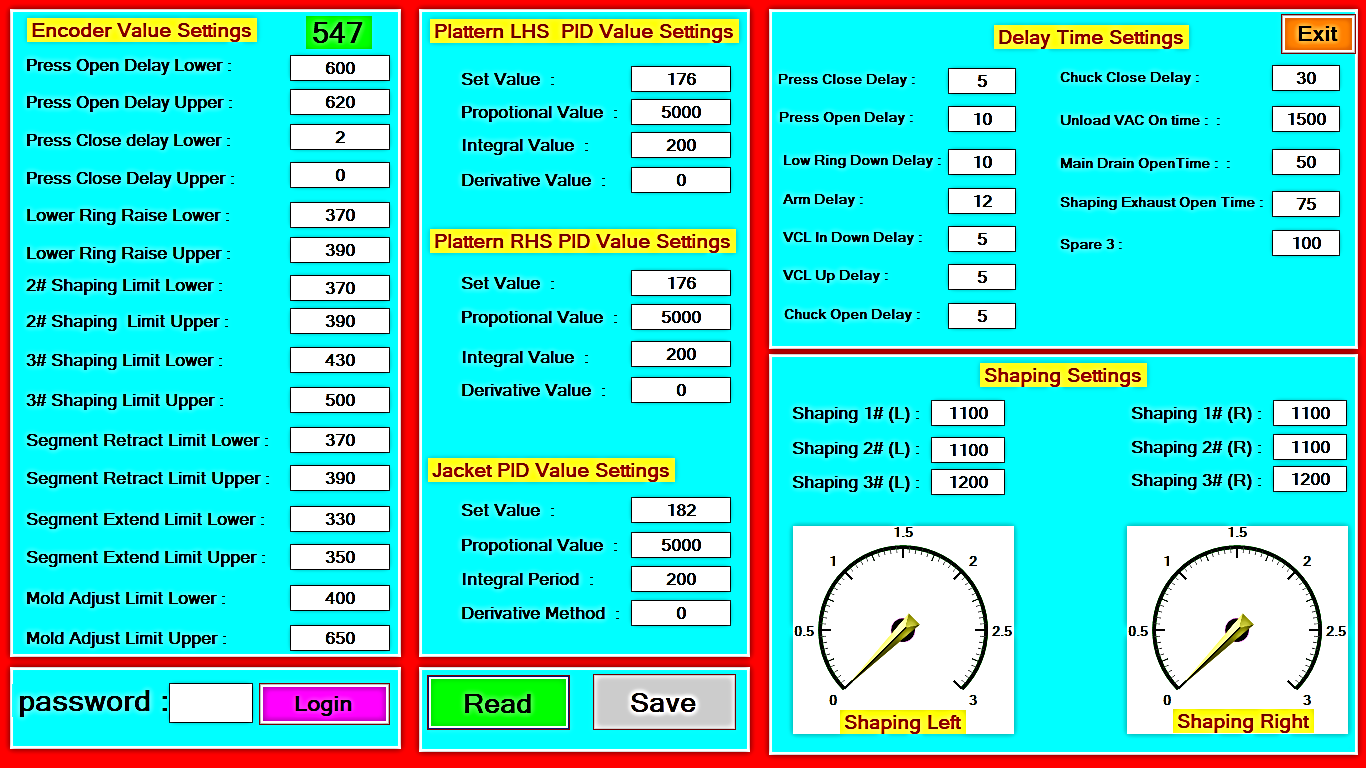 Encoder Value Settings 547
Press Open Delay Lower : 600
Press Open Delay Upper : 620
Press Close delay Lower : 2
Press Close Delay Upper : 0
Lower Ring Raise Lower : 370
Lower Ring Raise Upper : 390
2# Shaping Limit Lower : 370
2# Shaping Limit Upper : 390
3# Shaping Limit Lower : 430
3# Shaping Limit Upper : 500
Segment Retract Limit Lower : 370
Segment Retract Limit Upper : 390
Segment Extend Limit Lower : 330
Segment Extend Limit Upper : 350
Mold Adjust Limit Lower : 400
Mold Adjust Limit Upper : 650
password :
Login
Plattern LHS PID Value Settings
Set Value : 176
Propotional Value : 5000
Integral Value : 200
Derivative Value : 0
Plattern RHS PID Value Settings
Set Value : 176
Propotional Value : 5000
Integral Value : 200
Derivative Value : 0
Jacket PID Value Settings
Set Value : 182
Propotional Value : 5000
Integral Period : 200
Derivative Method : 0
Read
Save
Delay Time Settings
Exit
Press Close Delay : 5
Press Open Delay : 10
Low Ring Down Delay : 10
Arm Delay : 12
VCL In Down Delay : 5
VCL Up Delay : 5
Chuck Open Delay : 5
Chuck Close Delay : 30
Unload VAC On time : : 1500
Main Drain OpenTime : : 50
Shaping Exhaust Open Time : 75
Spare 3 : 100
Shaping Settings
Shaping 1# (L) : 1100
Shaping 2# (L) : 1100
Shaping 3# (L) : 1200
Shaping 1# (R) : 1100
Shaping 2# (R) : 1100
Shaping 3# (R) : 1200
0 0.5 1 1.5 2 2.5 3
Shaping Left
0 0.5 1 1.5 2 2.5 3
Shaping Right